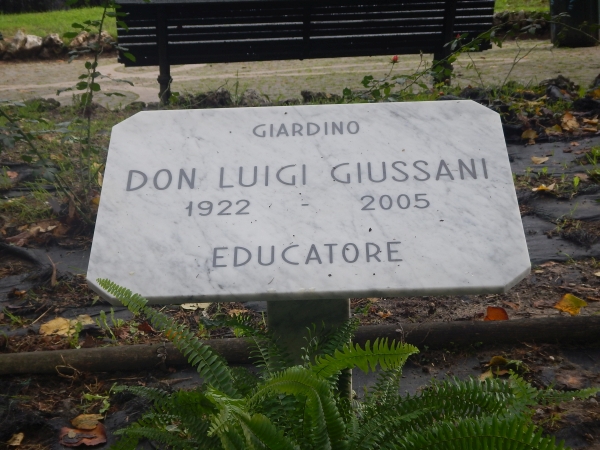 GIARDINO
DON LUIGI GIUSSANI
1922 - 2005
EDUCATORE